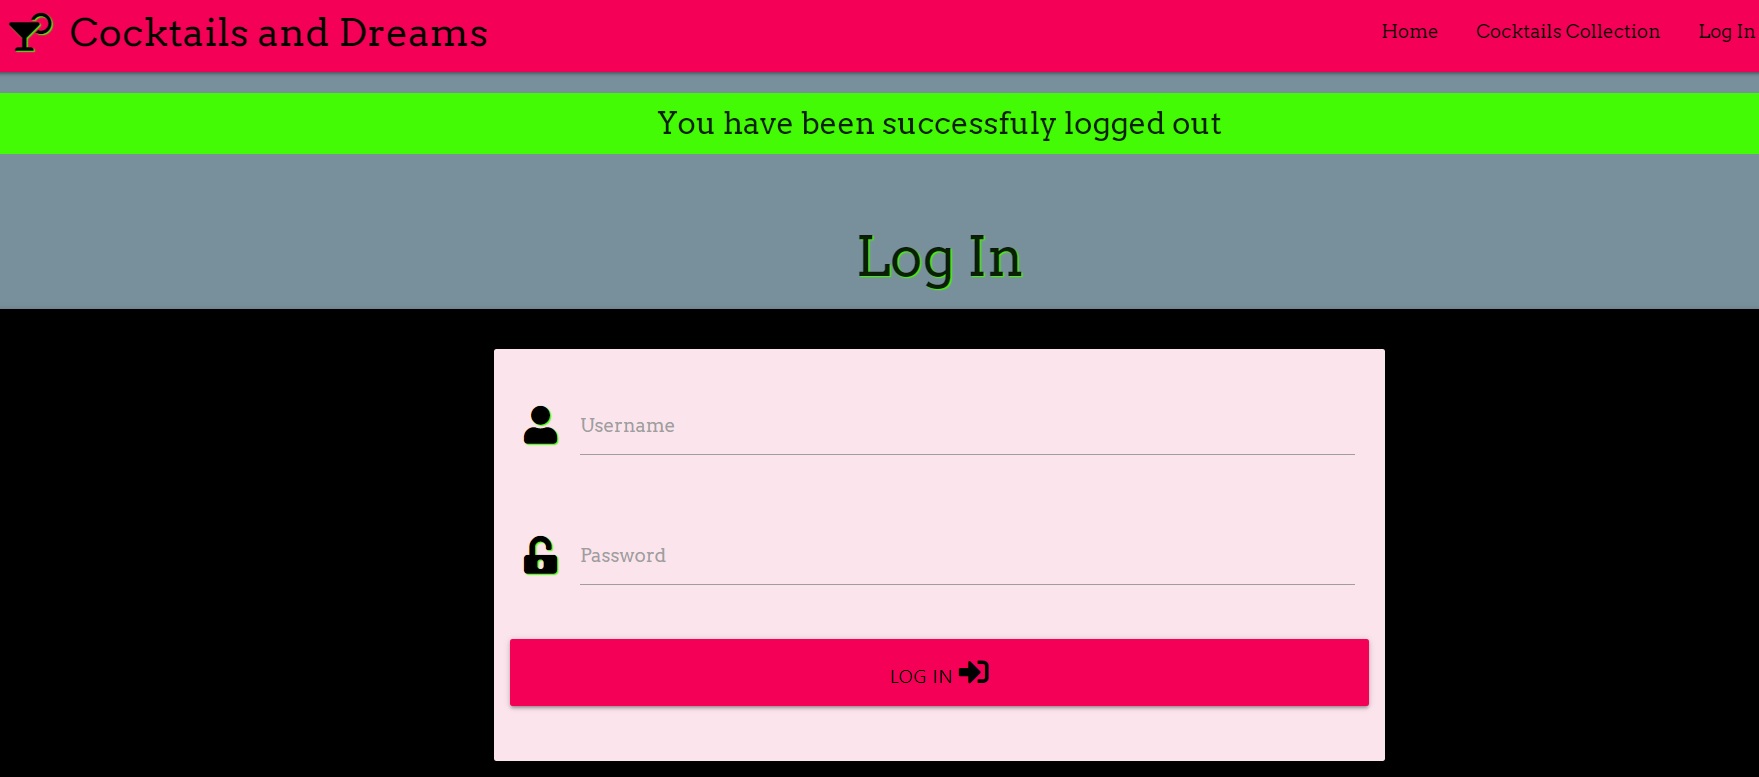 Cocktails and Dreams
Home
Cocktails Collection
Log In
You have been successfuly logged out
Log In
Username
Password
LOG IN